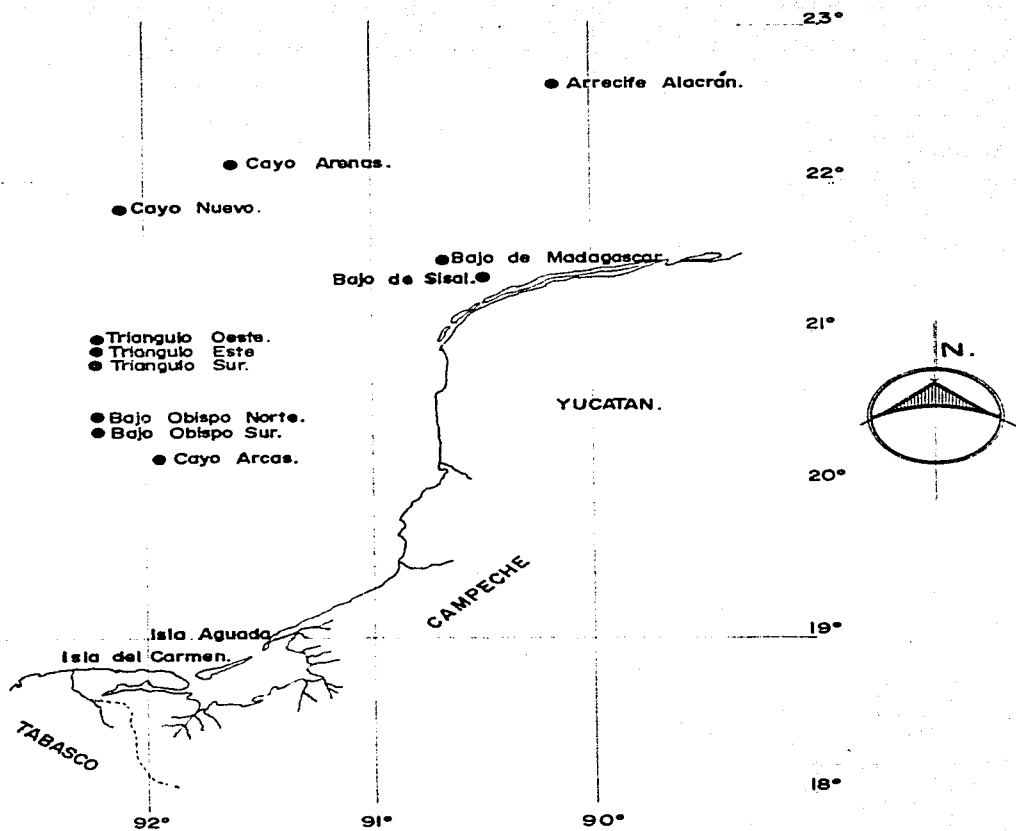 23°
Arrecife Alacrán.
Cayo Arenas.
22°
Cayo Nuevo.
Bajo de Madagascar
Bajo de Sisal.
21°
Triangulo Oeste.
Triangulo Este
Triangulo Sur.
N.
YUCATAN.
Bajo Obispo Norte.
Bajo Obispo Sur.
Cayo Arcas.
20°
CAMPECHE
19°
Isla Aguada
Isla del Carmen.
TABASCO
18°
92°
91°
90°